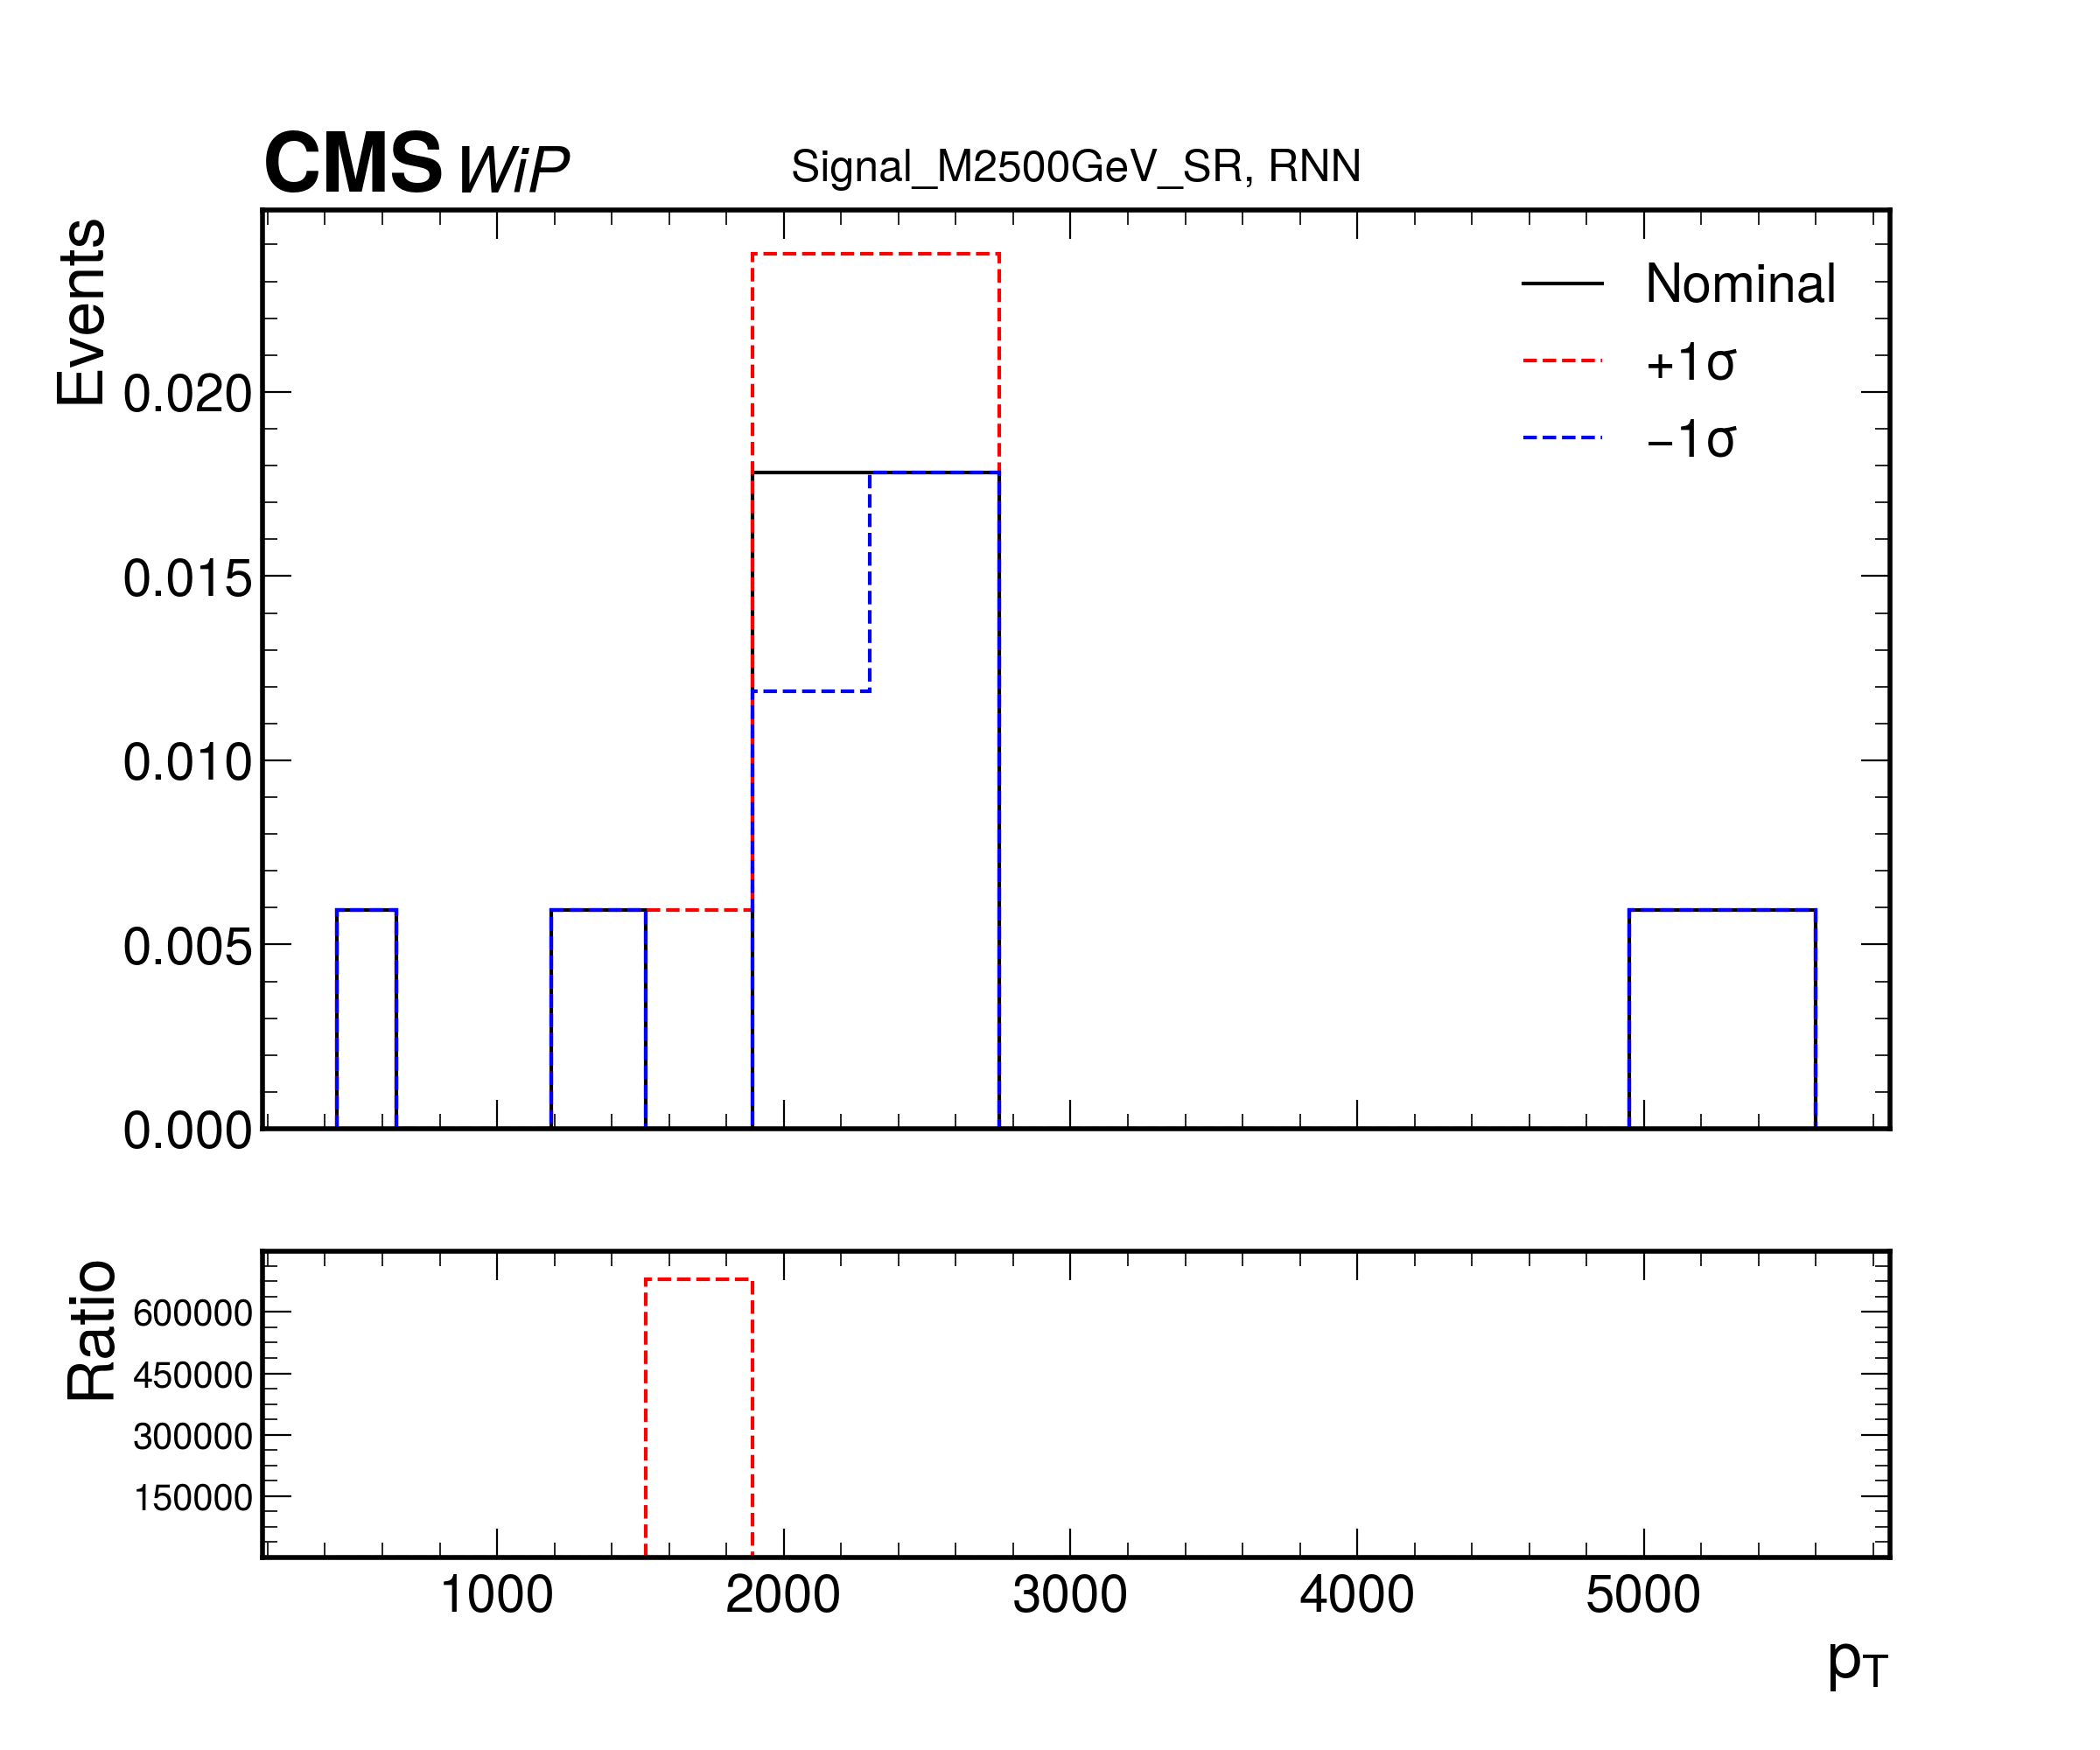 CMS WiP
Signal_M2500GeV_SR, RNN
Events
Nominal
+1σ
−1σ
0.020
0.015
0.010
0.005
0.000
Ratio
600000
450000
300000
150000
1000 2000 3000 4000 5000
pT